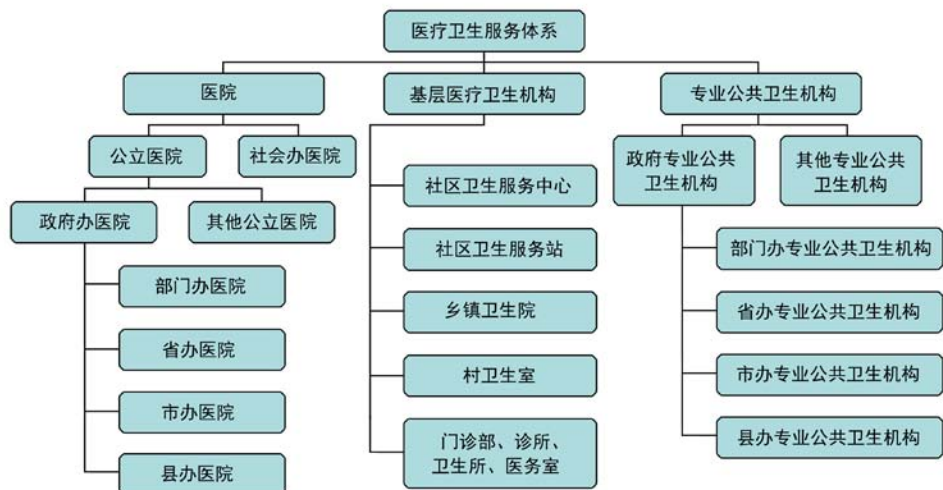 医疗卫生服务体系
医院
基层医疗卫生机构
专业公共卫生机构
公立医院
社会办医院
政府专业公共
卫生机构
其他专业公共
卫生机构
政府办医院
其他公立医院
社区卫生服务中心
社区卫生服务站
乡镇卫生院
村卫生室
门诊部、诊所、
卫生所、医务室
部门办医院
省办医院
市办医院
县办医院
部门办专业公共卫生机构
省办专业公共卫生机构
市办专业公共卫生机构
县办专业公共卫生机构